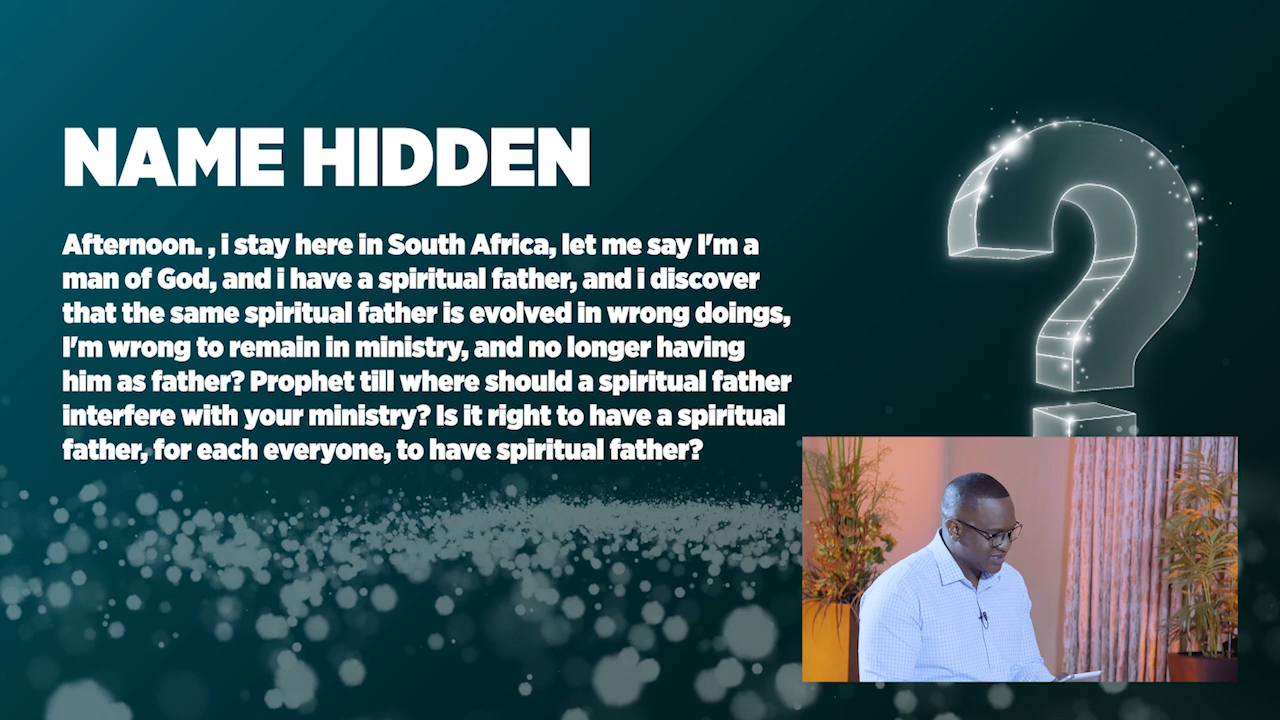 NAME HIDDEN
Afternoon. , i stay here in South Africa, let me say I'm a
man of God, and i have a spiritual father, and i discover
that the same spiritual father is evolved in wrong doings,
I'm wrong to remain in ministry, and no longer having
him as father? Prophet till where should a spiritual father
interfere with your ministry? Is it right to have a spiritual
father, for each everyone, to have spiritual father?